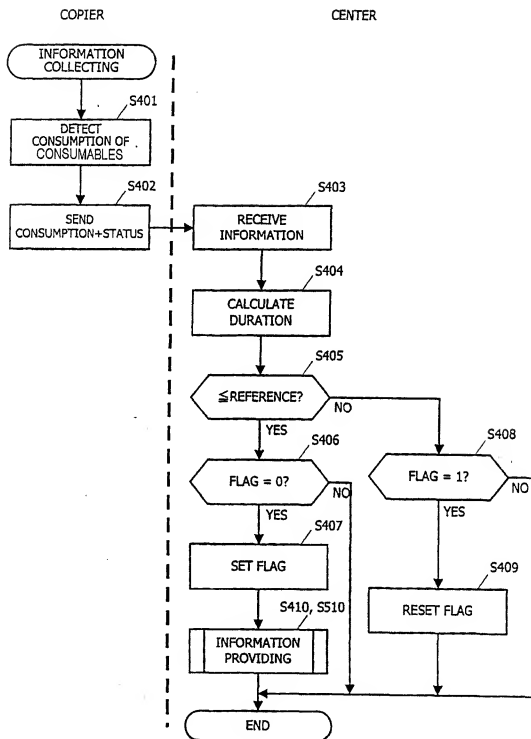 COPIER
CENTER
INFORMATION
COLLECTING
S401
DETECT
CONSUMPTION OF
CONSUMABLES
S402
SEND
CONSUMPTION+STATUS
S403
RECEIVE
INFORMATION
S404
CALCULATE
DURATION
S405
≦REFERENCE?
NO
YES
S406
FLAG = 0?
NO
YES
S408
FLAG = 1?
NO
YES
S407
SET FLAG
S409
RESET FLAG
S410, S510
INFORMATION
PROVIDING
END